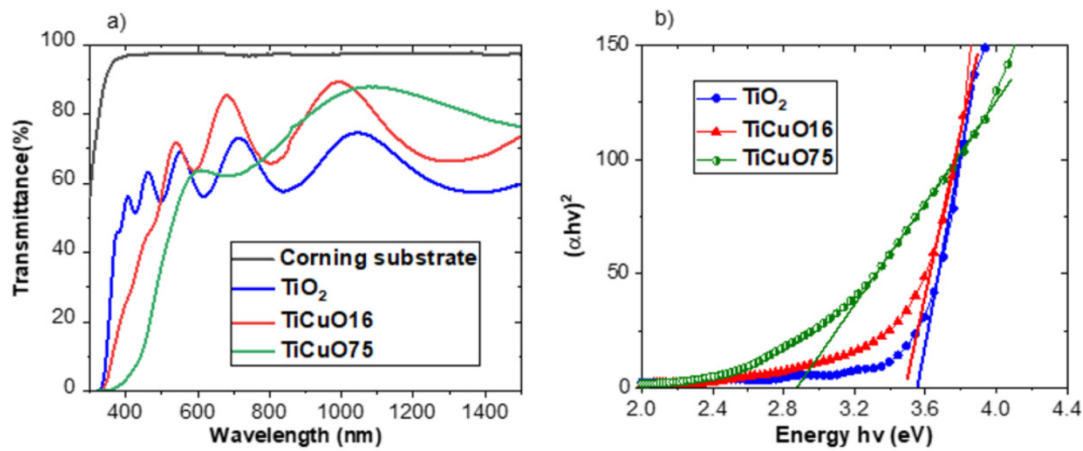 a)
100
80
60
40
20
0
Transmittance(%)
400 600 800 1000 1200 1400
Wavelength (nm)
Corning substrate
TiO₂
TiCuO16
TiCuO75
b)
150
100
50
0
(αhν)²
2.0 2.4 2.8 3.2 3.6 4.0 4.4
Energy hν (eV)
TiO₂
TiCuO16
TiCuO75